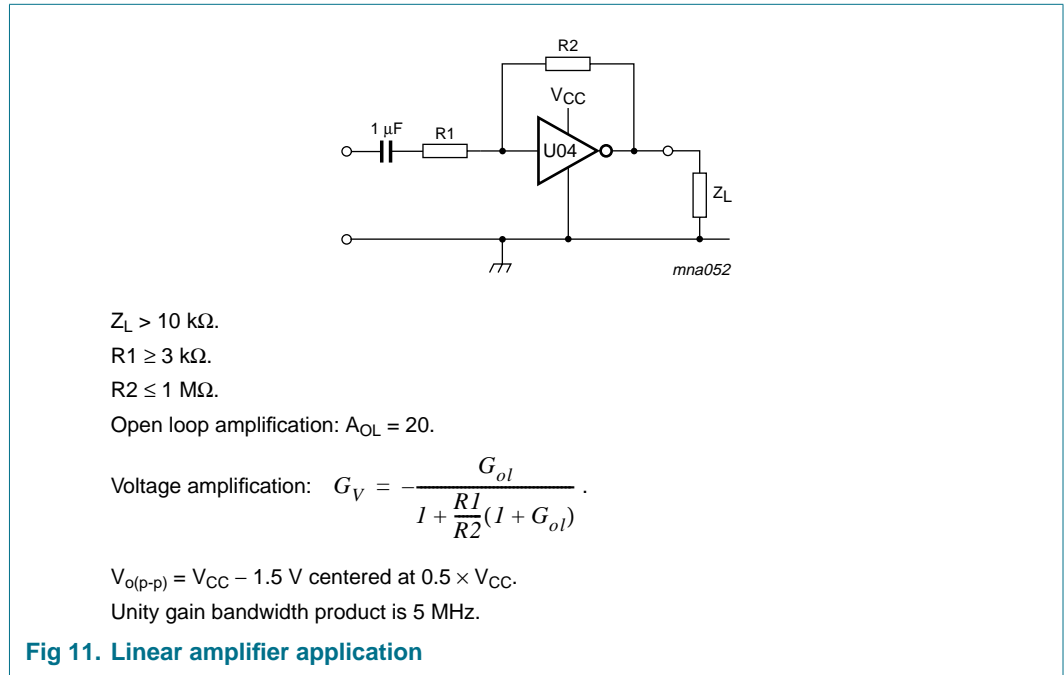 R2
VCC
1 μF
R1
U04
ZL
mna052
ZL > 10 kΩ.
R1 ≥ 3 kΩ.
R2 ≤ 1 MΩ.
Open loop amplification: AOL = 20.
Voltage amplification: GV = − Gol / (1 + R1/R2 (1 + Gol)) .
Vo(p-p) = VCC − 1.5 V centered at 0.5 × VCC.
Unity gain bandwidth product is 5 MHz.
Fig 11. Linear amplifier application